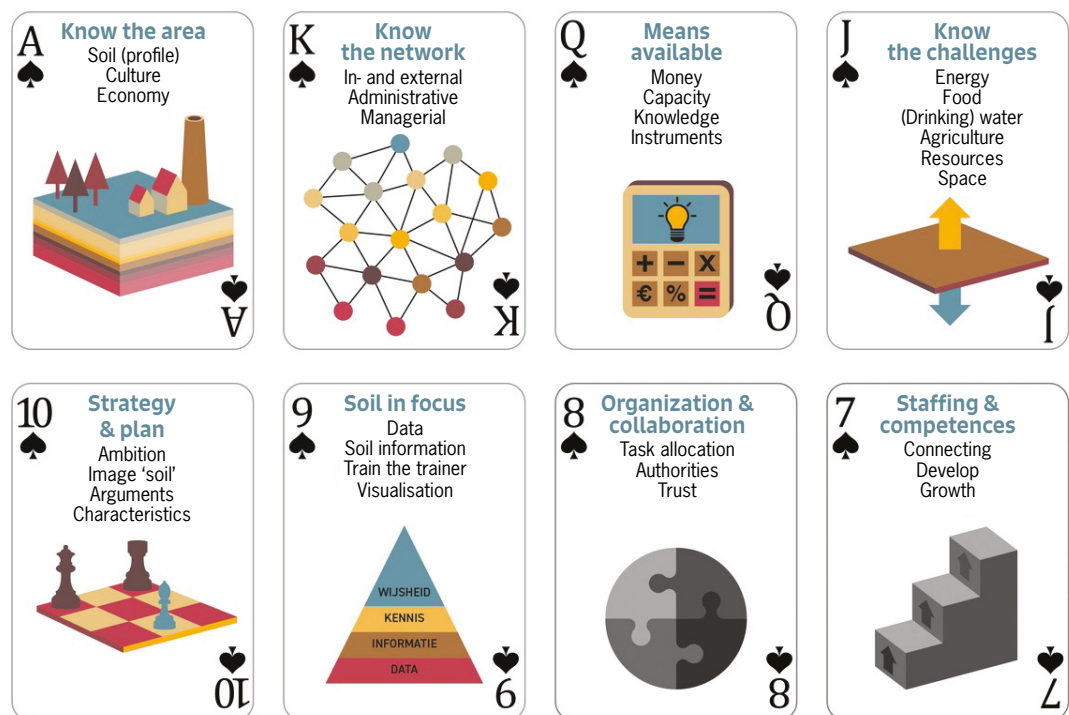 A
Know the area
Soil (profile)
Culture
Economy
A
K
Know
the network
In- and external
Administrative
Managerial
K
Q
Means
available
Money
Capacity
Knowledge
Instruments
+ − X
€ % =
Q
J
Know
the challenges
Energy
Food
(Drinking) water
Agriculture
Resources
Space
J
10
Strategy
& plan
Ambition
Image ‘soil’
Arguments
Characteristics
10
9
Soil in focus
Data
Soil information
Train the trainer
Visualisation
WIJSHEID
KENNIS
INFORMATIE
DATA
9
8
Organization &
collaboration
Task allocation
Authorities
Trust
8
7
Staffing &
competences
Connecting
Develop
Growth
7